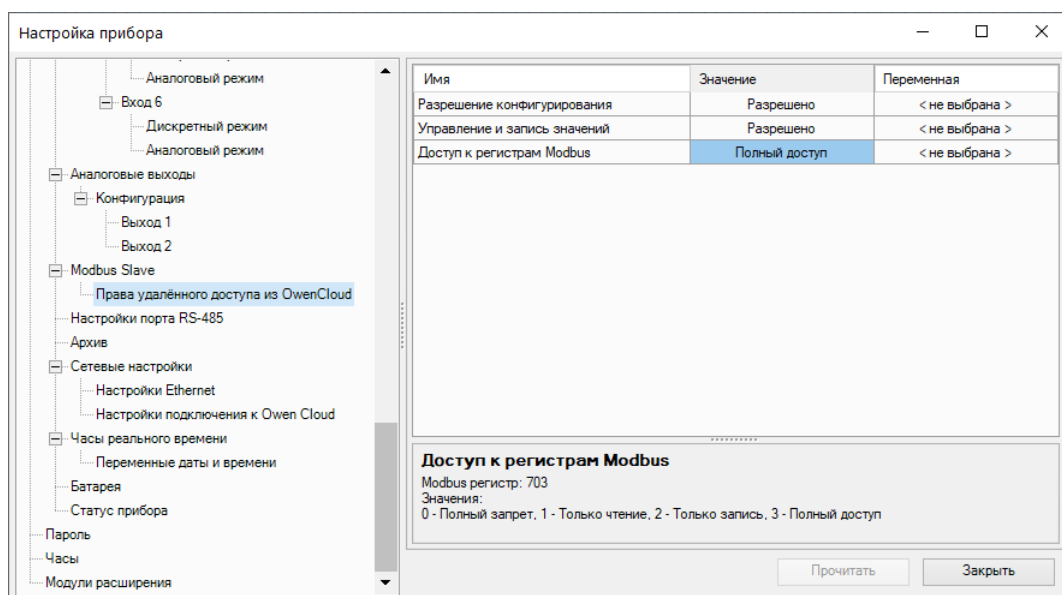 Настройка прибора
Аналоговый режим
Вход 6
Дискретный режим
Аналоговый режим
Аналоговые выходы
Конфигурация
Выход 1
Выход 2
Modbus Slave
Права удалённого доступа из OwenCloud
Настройки порта RS-485
Архив
Сетевые настройки
Настройки Ethernet
Настройки подключения к Owen Cloud
Часы реального времени
Переменные даты и времени
Батарея
Статус прибора
Пароль
Часы
Модули расширения
Имя Значение Переменная
Разрешение конфигурирования Разрешено < не выбрана >
Управление и запись значений Разрешено < не выбрана >
Доступ к регистрам Modbus Полный доступ < не выбрана >
Доступ к регистрам Modbus
Modbus регистр: 703
Значения:
0 - Полный запрет, 1 - Только чтение, 2 - Только запись, 3 - Полный доступ
Прочитать Закрыть